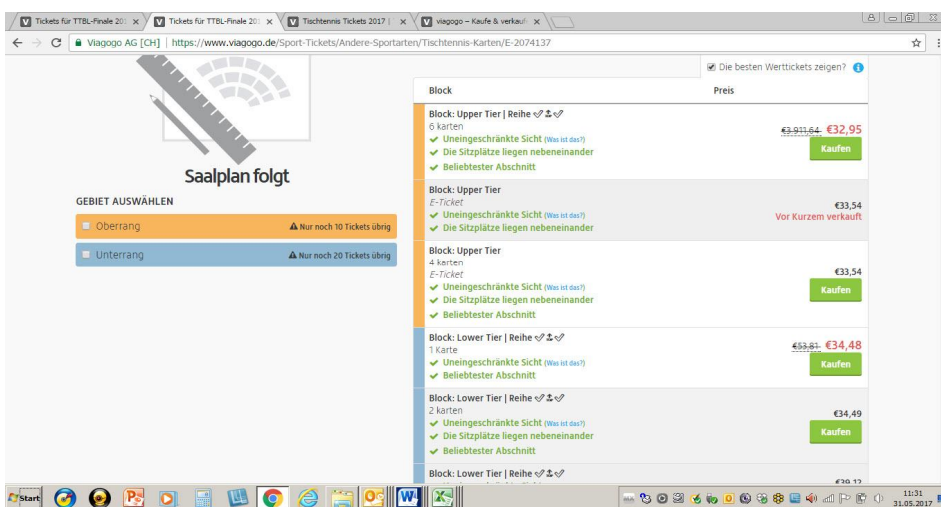 Tickets für TTBL-Finale 201
Tickets für TTBL-Finale 201
Tischtennis Tickets 2017 |
viagogo – Kaufe & verkauf
Viagogo AG [CH] | https://www.viagogo.de/Sport-Tickets/Andere-Sportarten/Tischtennis-Karten/E-2074137
Die besten Werttickets zeigen?
Block Preis
Saalplan folgt
GEBIET AUSWÄHLEN
Oberrang Nur noch 10 Tickets übrig
Unterrang Nur noch 20 Tickets übrig
Block: Upper Tier | Reihe
6 karten
Uneingeschränkte Sicht (Was ist das?)
Die Sitzplätze liegen nebeneinander
Beliebtester Abschnitt
€3.911,64 €32,95
Kaufen
Block: Upper Tier
E-Ticket
Uneingeschränkte Sicht (Was ist das?)
Die Sitzplätze liegen nebeneinander
€33,54
Vor Kurzem verkauft
Block: Upper Tier
4 karten
E-Ticket
Uneingeschränkte Sicht (Was ist das?)
Die Sitzplätze liegen nebeneinander
Beliebtester Abschnitt
€33,54
Kaufen
Block: Lower Tier | Reihe
1 Karte
Uneingeschränkte Sicht (Was ist das?)
Beliebtester Abschnitt
€53,81 €34,48
Kaufen
Block: Lower Tier | Reihe
2 karten
Uneingeschränkte Sicht (Was ist das?)
Die Sitzplätze liegen nebeneinander
Beliebtester Abschnitt
€34,49
Kaufen
Block: Lower Tier | Reihe
€39,12
Start
11:31
31.05.2017